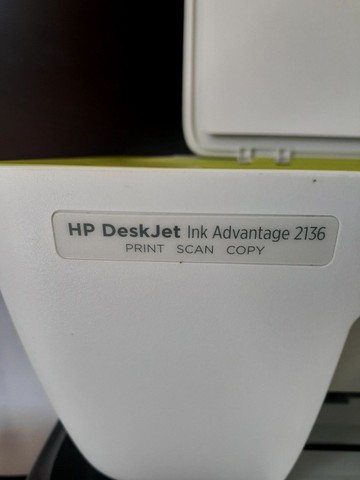 HP DeskJet Ink Advantage 2136
PRINT SCAN COPY